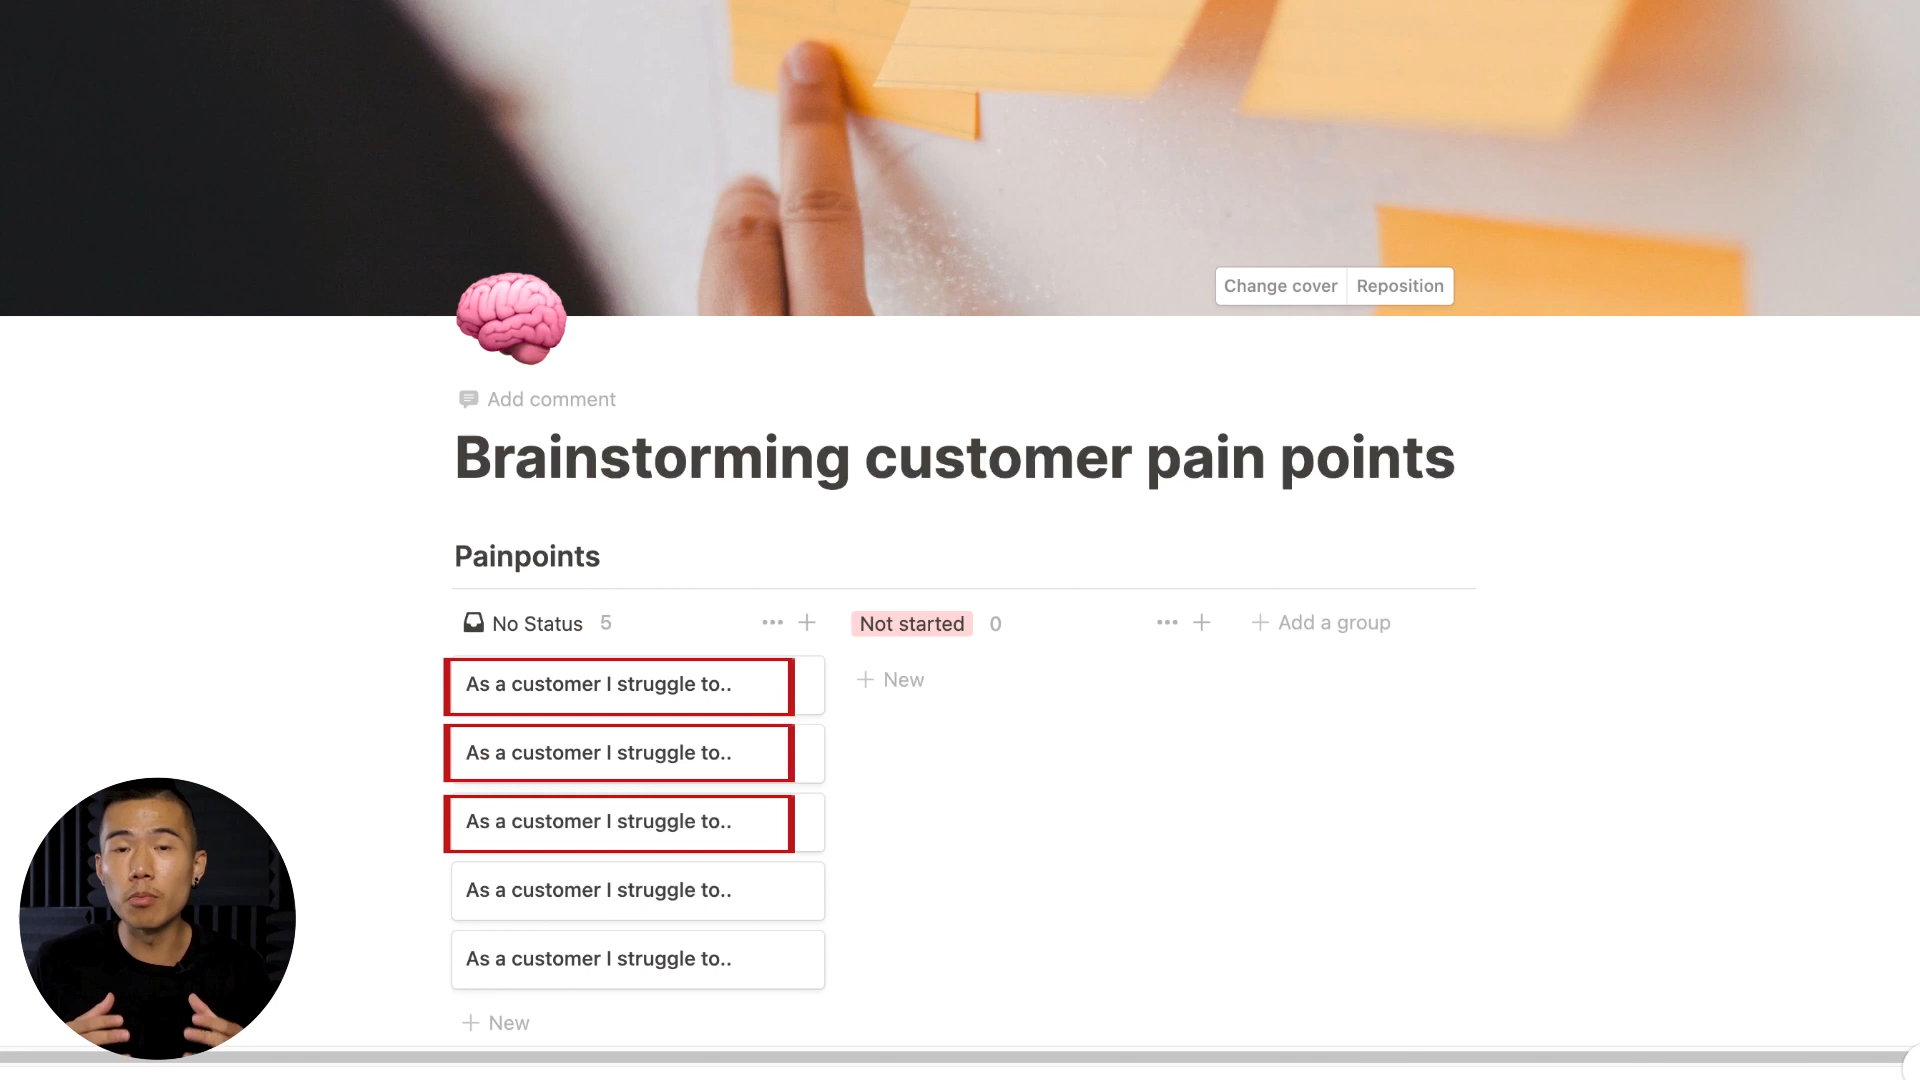 Change cover Reposition
Add comment
Brainstorming customer pain points
Painpoints
No Status 5
Not started 0
Add a group
As a customer I struggle to..
New
As a customer I struggle to..
As a customer I struggle to..
As a customer I struggle to..
As a customer I struggle to..
New